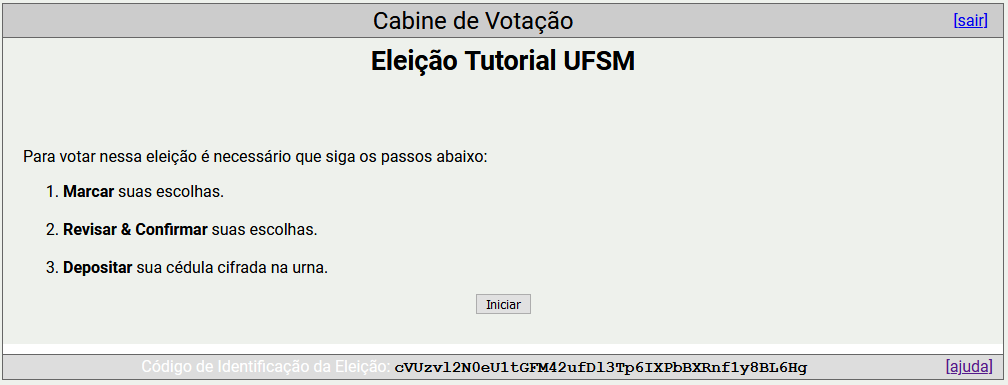 Cabine de Votação
[sair]
Eleição Tutorial UFSM
Para votar nessa eleição é necessário que siga os passos abaixo:
1. Marcar suas escolhas.
2. Revisar & Confirmar suas escolhas.
3. Depositar sua cédula cifrada na urna.
Iniciar
Código de Identificação da Eleição: cVUzvl2N0eU1tGFM42ufDl3Tp6IXPbBXRnf1y8BL6Hg
[ajuda]